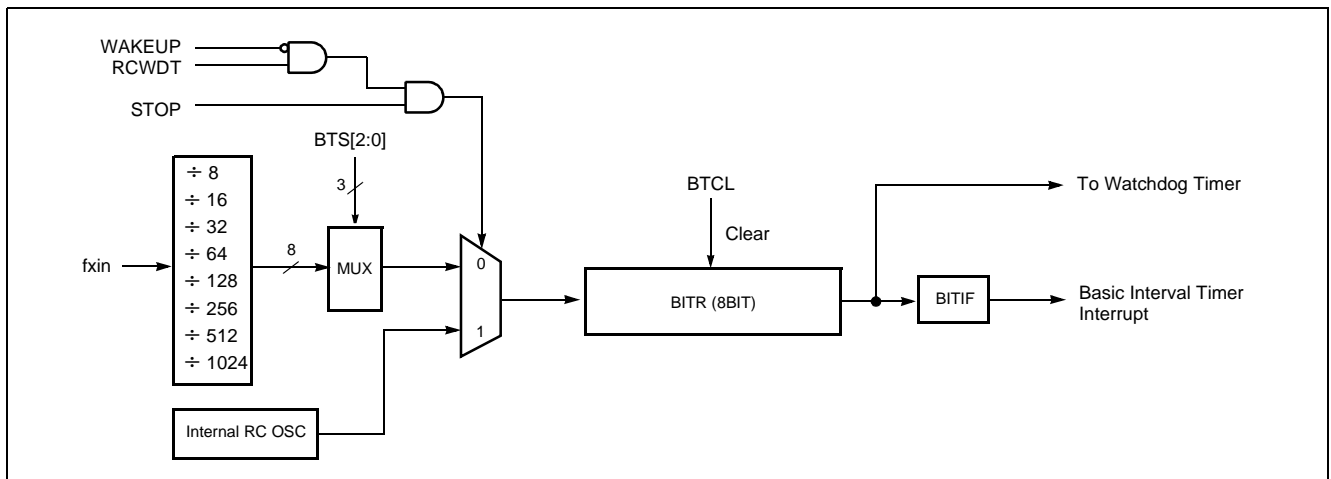 WAKEUP
RCWDT
STOP
BTS[2:0]
3
÷ 8
÷ 16
÷ 32
÷ 64
÷ 128
÷ 256
÷ 512
÷ 1024
fxin
8
MUX
0
1
Internal RC OSC
BTCL
Clear
BITR (8BIT)
To Watchdog Timer
BITIF
Basic Interval Timer
Interrupt